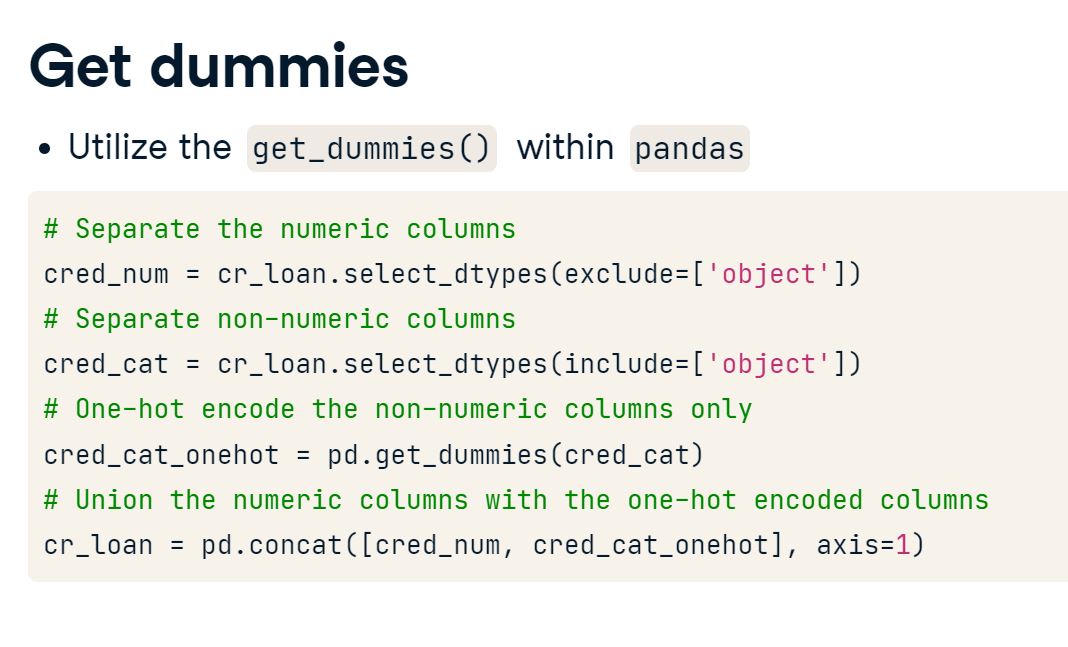 Get dummies
• Utilize the get_dummies() within pandas
# Separate the numeric columns
cred_num = cr_loan.select_dtypes(exclude=['object'])
# Separate non-numeric columns
cred_cat = cr_loan.select_dtypes(include=['object'])
# One-hot encode the non-numeric columns only
cred_cat_onehot = pd.get_dummies(cred_cat)
# Union the numeric columns with the one-hot encoded columns
cr_loan = pd.concat([cred_num, cred_cat_onehot], axis=1)